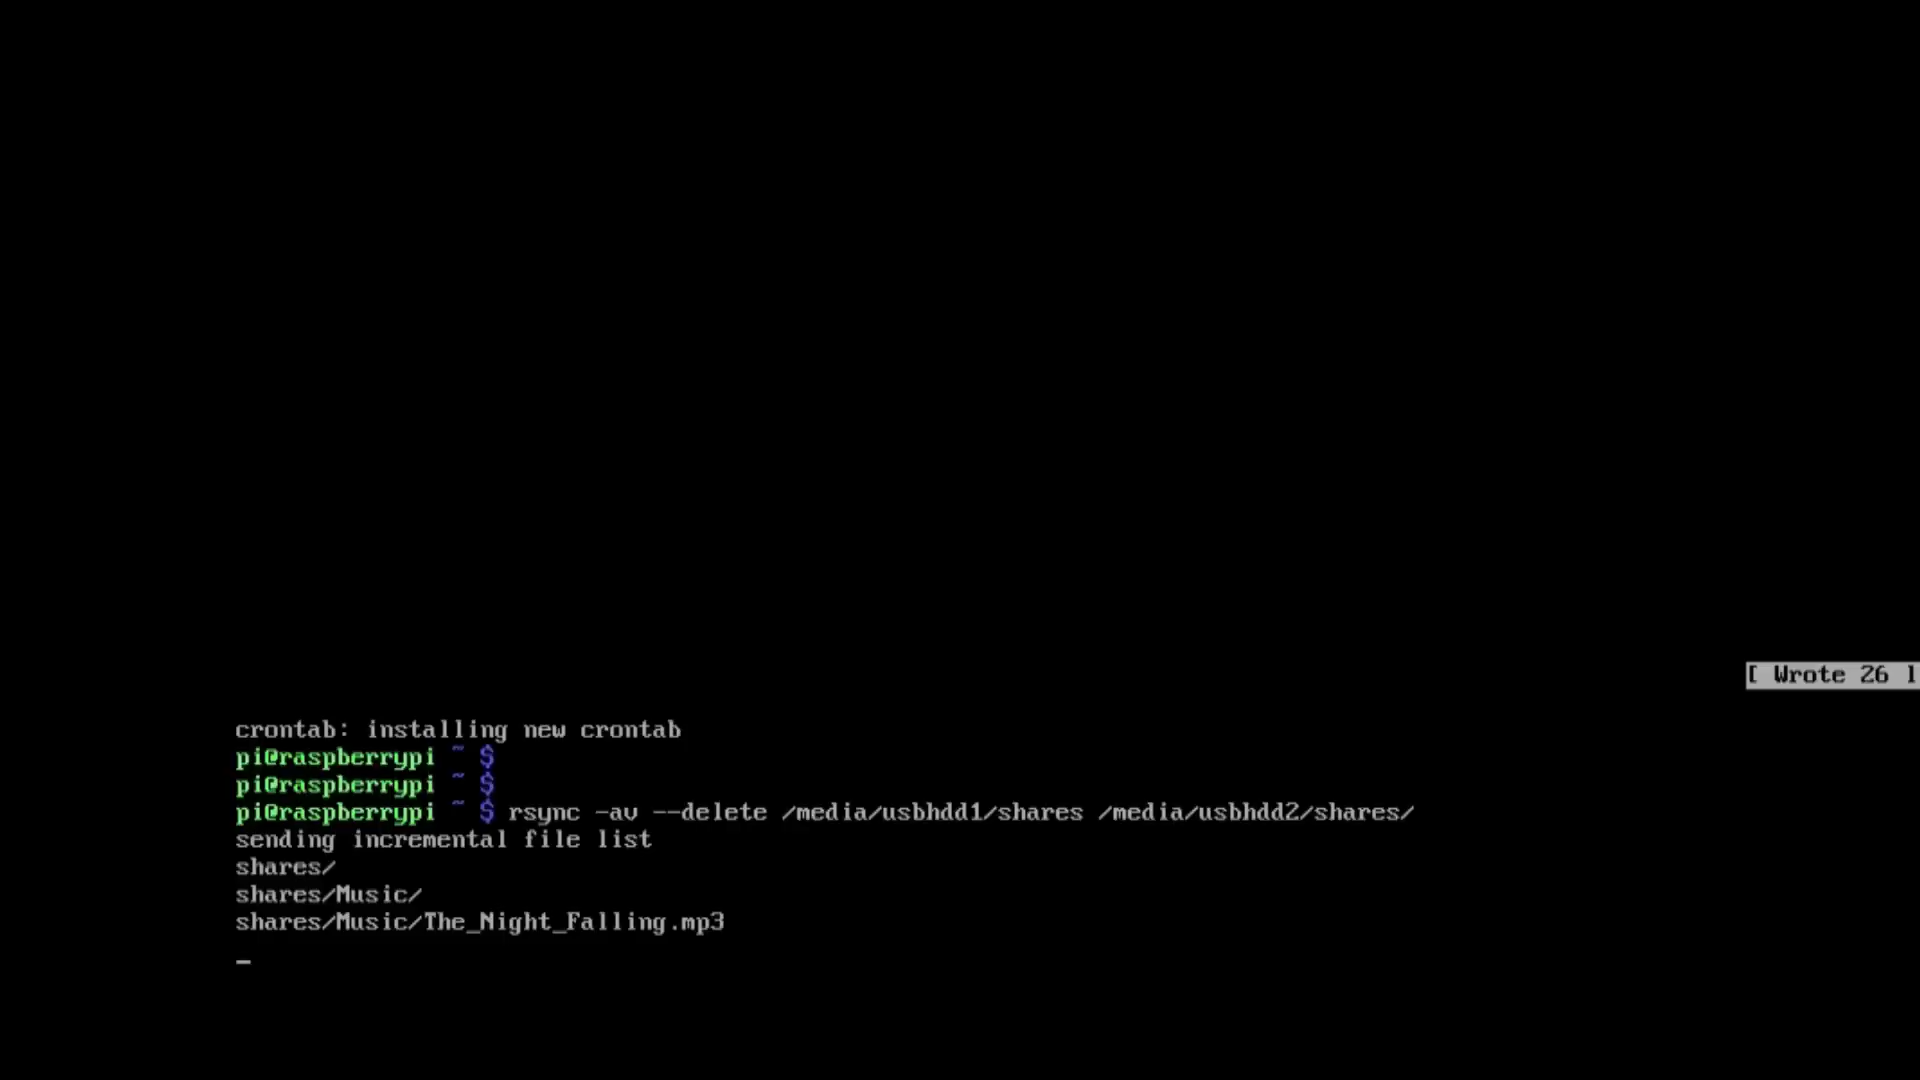 [ Wrote 26 l
crontab: installing new crontab
pi@raspberrypi ~ $
pi@raspberrypi ~ $
pi@raspberrypi ~ $ rsync -av --delete /media/usbhdd1/shares /media/usbhdd2/shares/
sending incremental file list
shares/
shares/Music/
shares/Music/The_Night_Falling.mp3